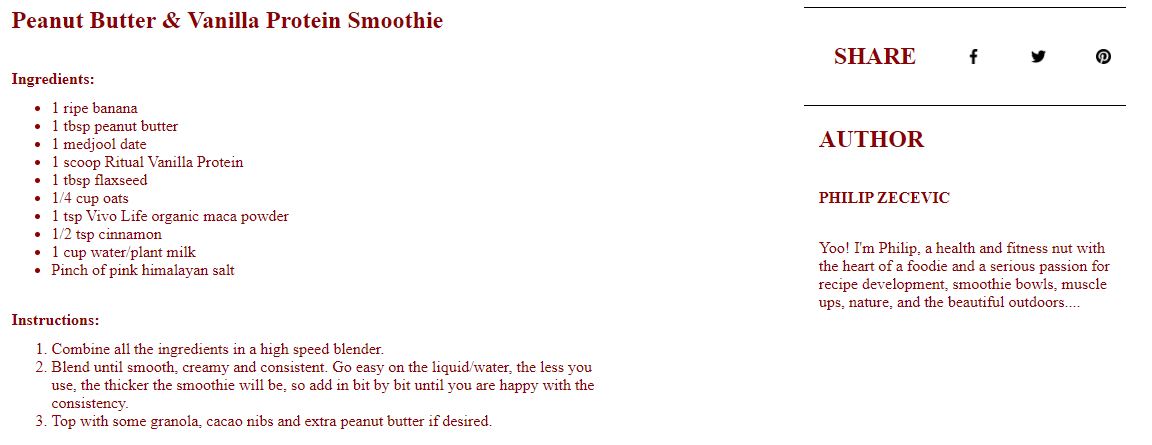 Peanut Butter & Vanilla Protein Smoothie
Ingredients:
1 ripe banana
1 tbsp peanut butter
1 medjool date
1 scoop Ritual Vanilla Protein
1 tbsp flaxseed
1/4 cup oats
1 tsp Vivo Life organic maca powder
1/2 tsp cinnamon
1 cup water/plant milk
Pinch of pink himalayan salt
Instructions:
1. Combine all the ingredients in a high speed blender.
2. Blend until smooth, creamy and consistent. Go easy on the liquid/water, the less you
use, the thicker the smoothie will be, so add in bit by bit until you are happy with the
consistency.
3. Top with some granola, cacao nibs and extra peanut butter if desired.
SHARE
AUTHOR
PHILIP ZECEVIC
Yoo! I'm Philip, a health and fitness nut with
the heart of a foodie and a serious passion for
recipe development, smoothie bowls, muscle
ups, nature, and the beautiful outdoors....